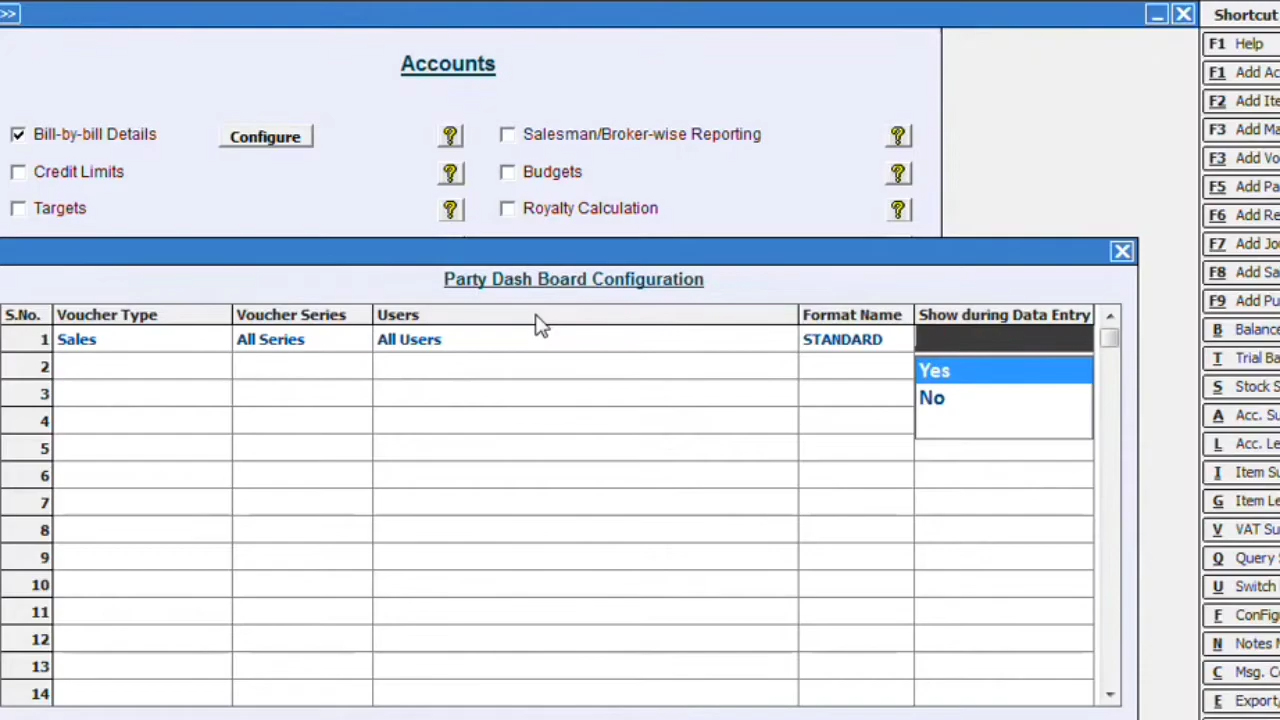 >>
Shortcut
Accounts
Bill-by-bill Details
Configure
?
Salesman/Broker-wise Reporting
?
Credit Limits
?
Budgets
?
Targets
?
Royalty Calculation
?
Party Dash Board Configuration
S.No. Voucher Type Voucher Series Users Format Name Show during Data Entry
1 Sales All Series All Users STANDARD
2
Yes
3
No
4
5
6
7
8
9
10
11
12
13
14
F1 Help
F1 Add Ac
F2 Add Ite
F3 Add Ma
F3 Add Vo
F5 Add Pa
F6 Add Re
F7 Add Jo
F8 Add Sa
F9 Add Pu
B Balance
T Trial Ba
S Stock S
A Acc. Su
L Acc. Le
I Item Su
G Item Le
V VAT Su
Q Query
U Switch
F ConFig
N Notes M
C Msg. Co
E Export